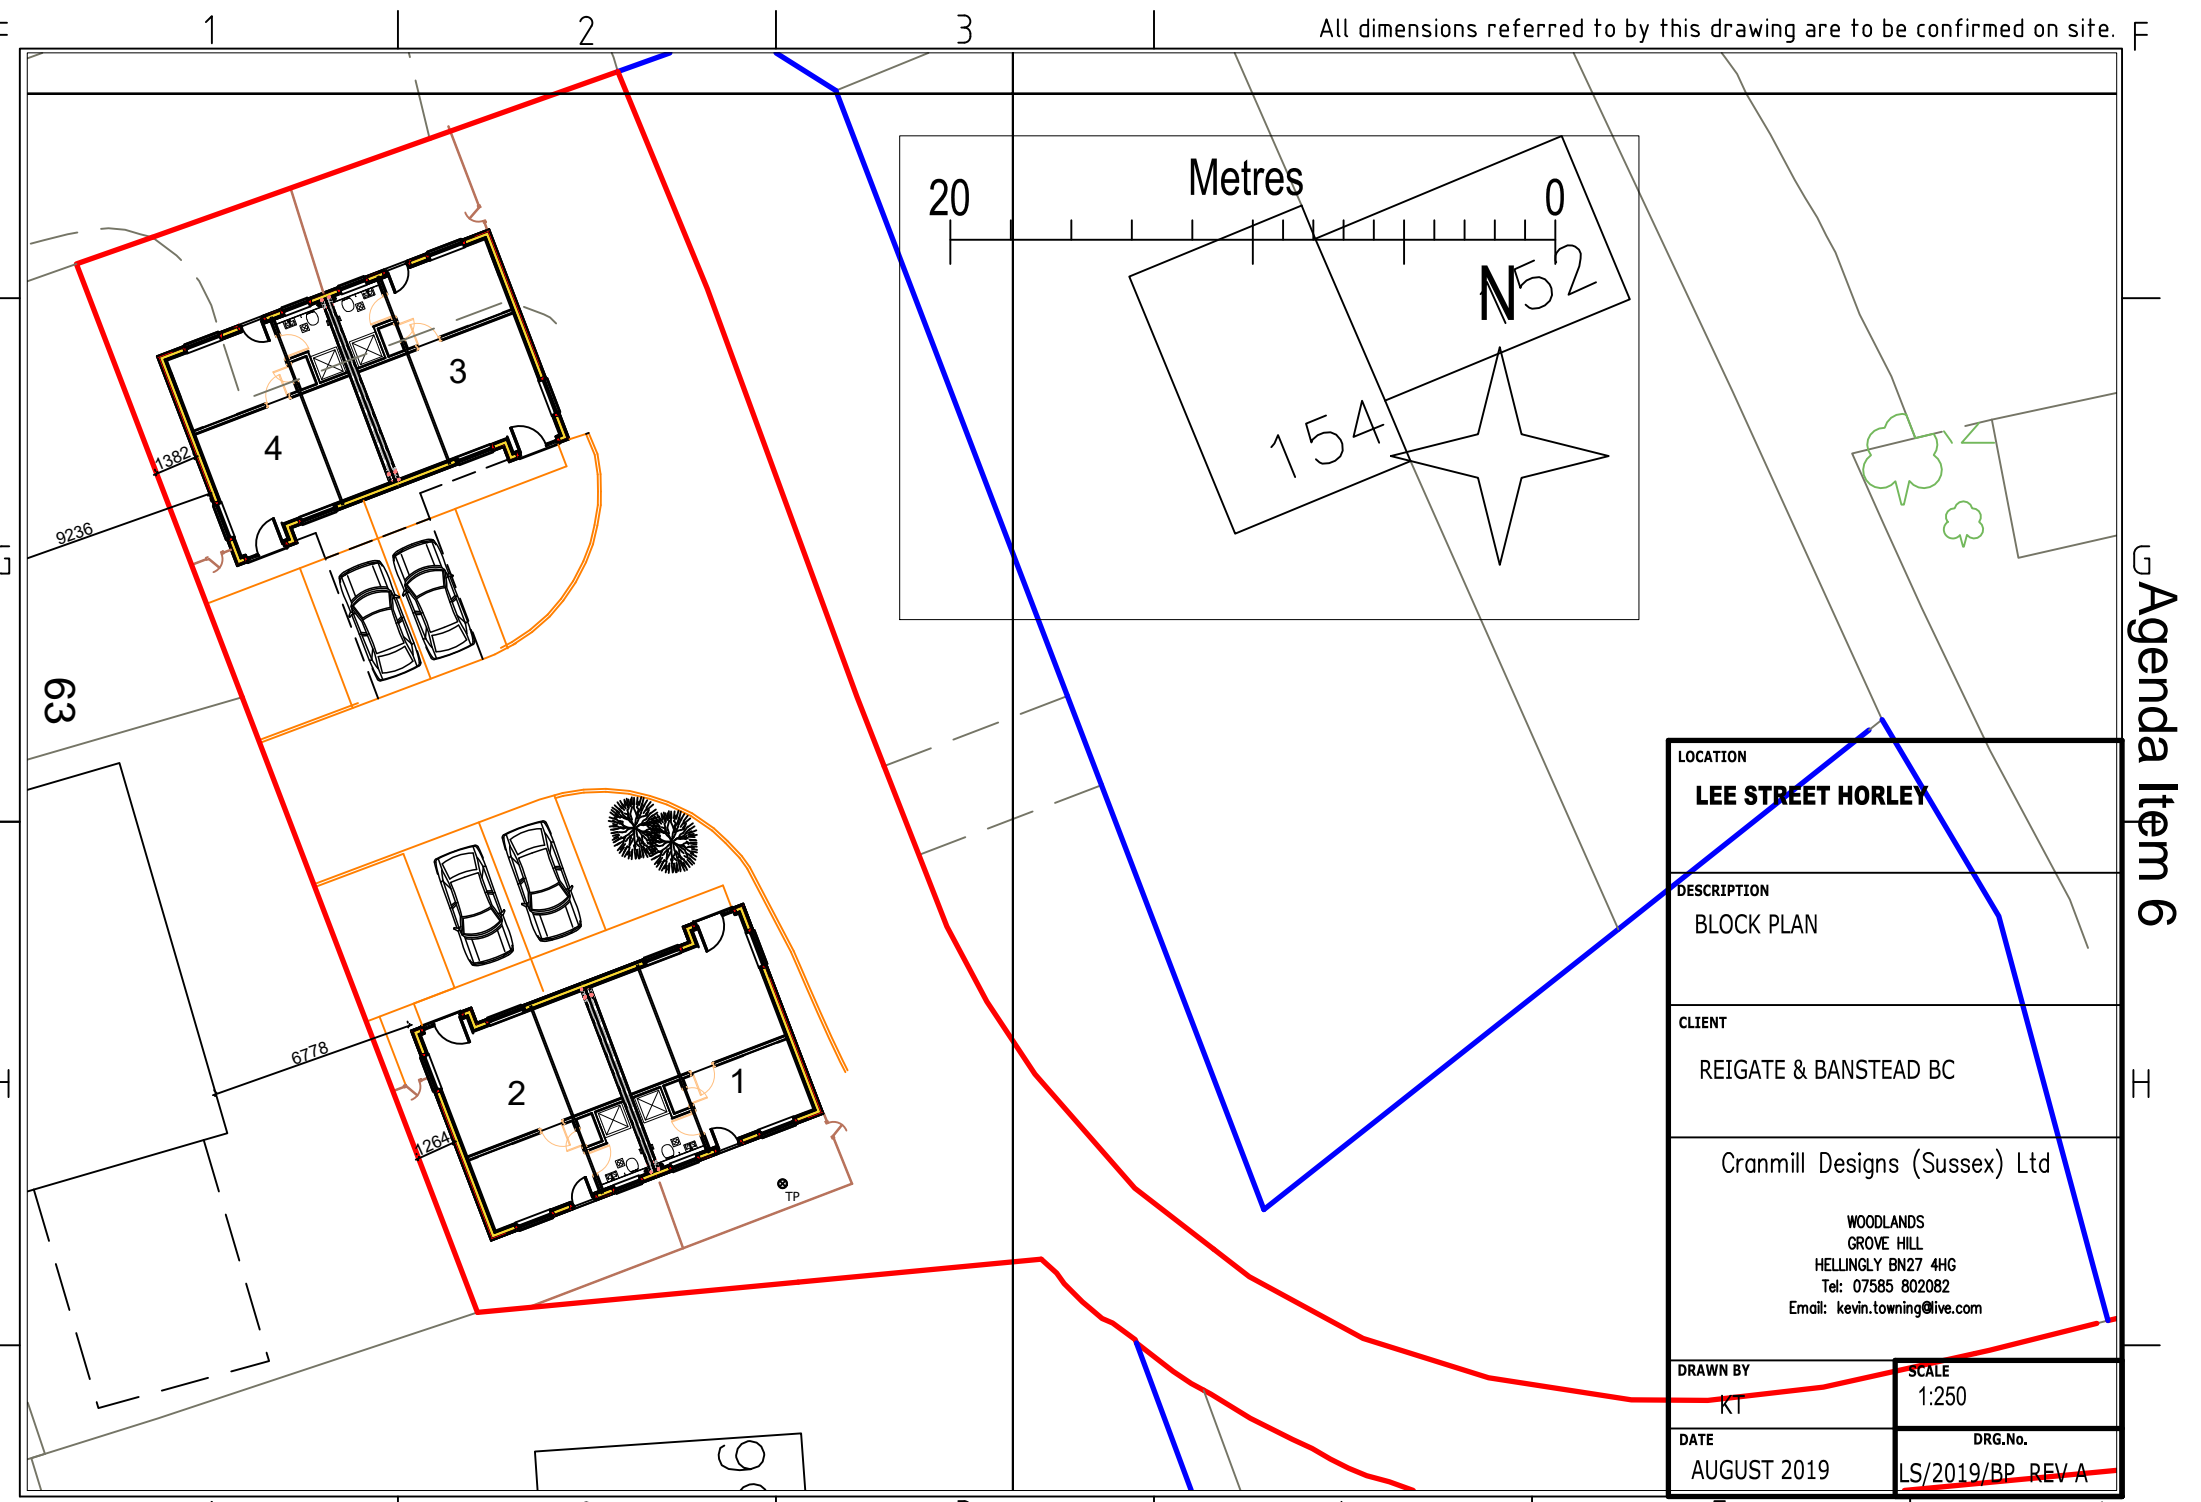 All dimensions referred to by this drawing are to be confirmed on site.
F
1
2
3
Metres
20
0
N
152
154
3
4
1382
9236
G
63
G
Agenda Item 6
6778
2
1
1264
TP
H
LOCATION
LEE STREET HORLEY
DESCRIPTION
BLOCK PLAN
CLIENT
REIGATE & BANSTEAD BC
Cranmill Designs (Sussex) Ltd
WOODLANDS
GROVE HILL
HELLINGLY BN27 4HG
Tel: 07585 802082
Email: kevin.towning@live.com
DRAWN BY
KT
SCALE
1:250
DATE
AUGUST 2019
DRG.No.
LS/2019/BP REV A